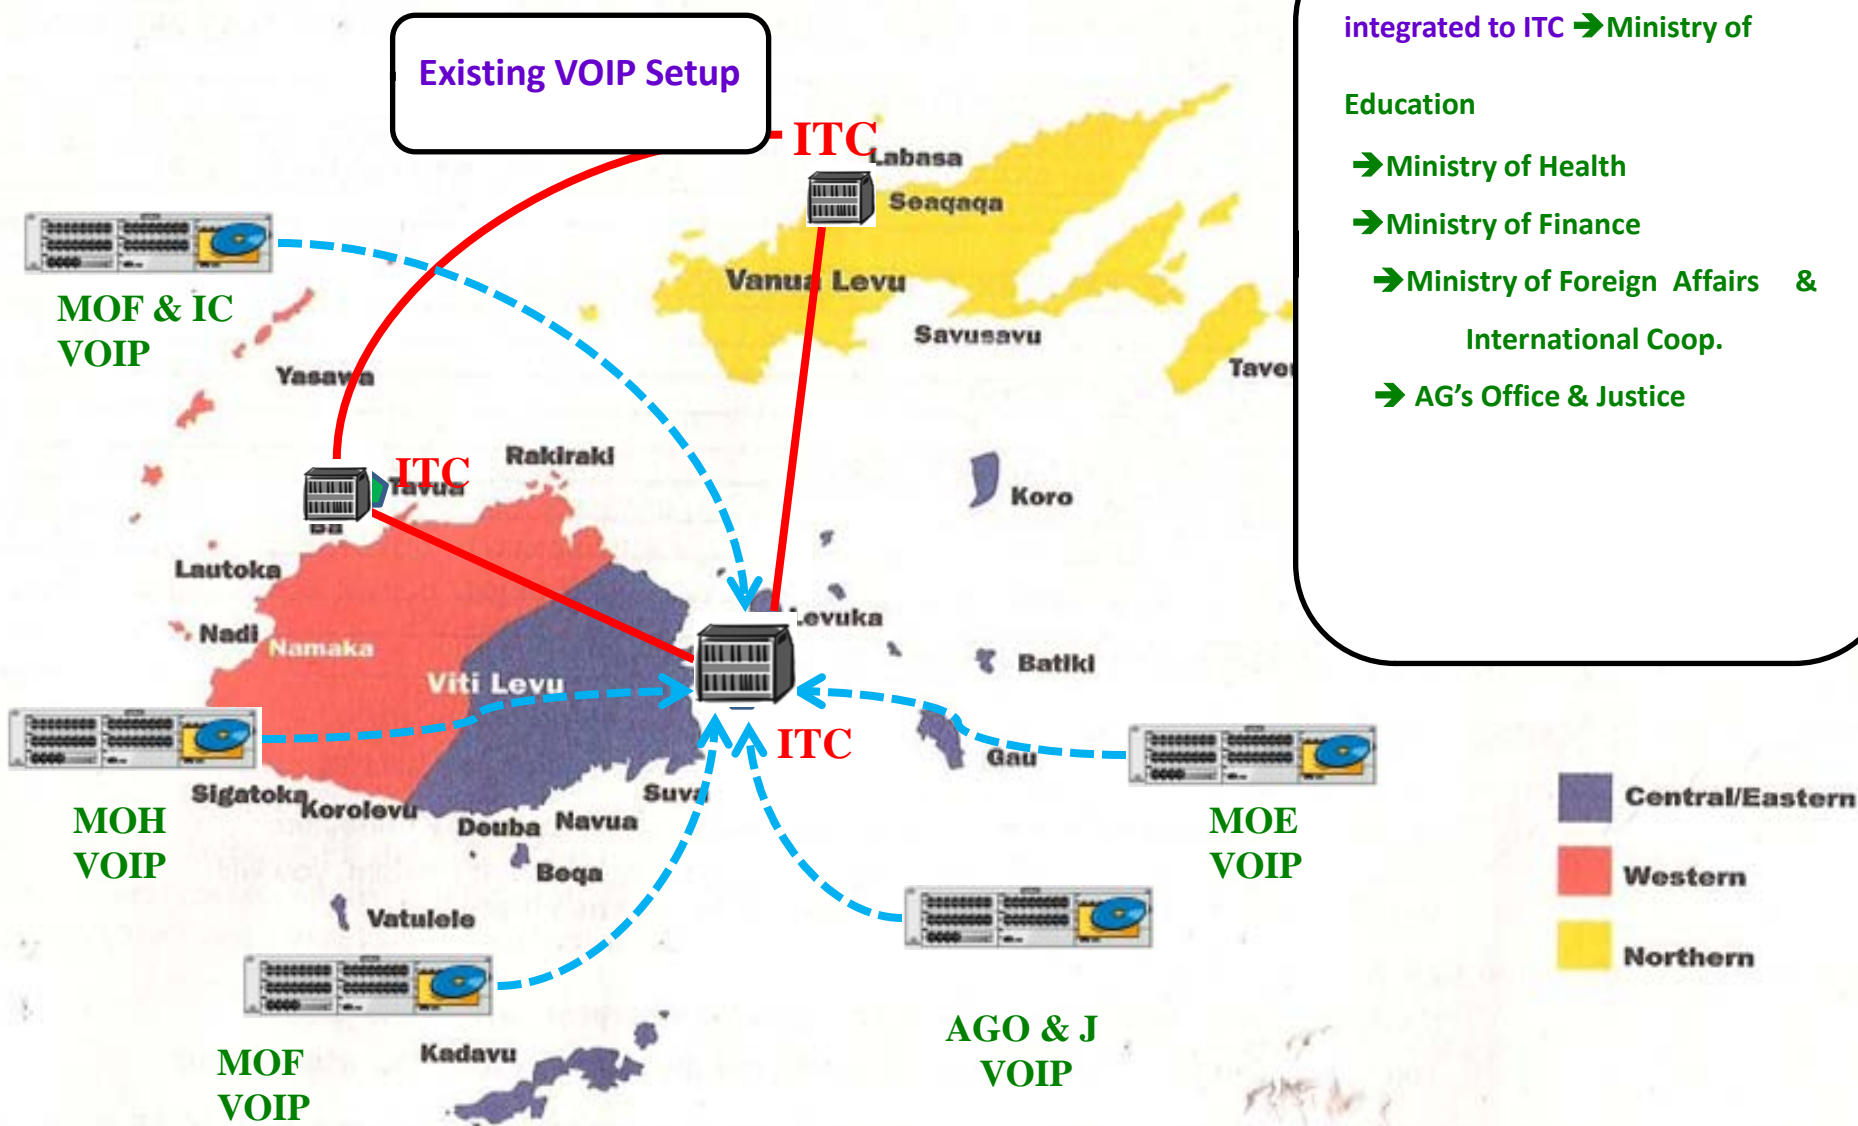 Existing VOIP Setup
integrated to ITC ➔Ministry of
Education
➔Ministry of Health
➔Ministry of Finance
➔Ministry of Foreign Affairs &
International Coop.
➔ AG’s Office & Justice
ITC
Labasa
Seaqaqa
Vanua Levu
Savusavu
MOF & IC
VOIP
Yasawa
Rakiraki
ITC
Tavua
Ba
Koro
Lautoka
Levuka
Nadi
Namaka
Viti Levu
Batiki
ITC
Gau
Sigatoka
Korolevu
Deuba
Navua
Suva
Beqa
MOH
VOIP
MOE
VOIP
Central/Eastern
Western
Northern
Vatulele
Kadavu
MOF
VOIP
AGO & J
VOIP